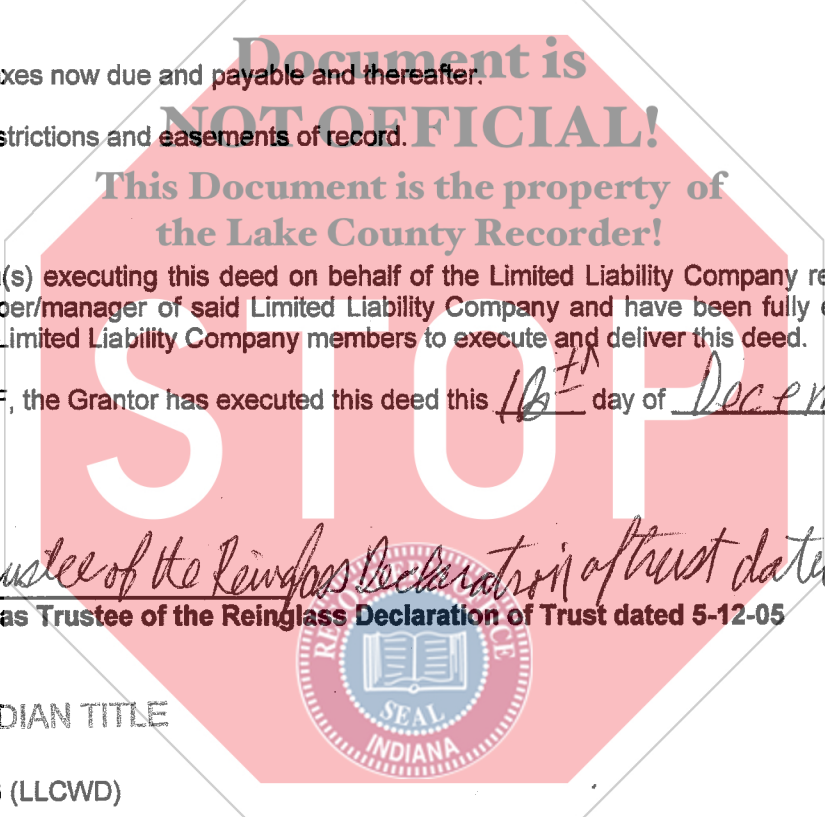 Document is
xes now due and payable and thereafter.
NOT OFFICIAL!
strictions and easements of record.
This Document is the property of
the Lake County Recorder!
(s) executing this deed on behalf of the Limited Liability Company re
ber/manager of said Limited Liability Company and have been fully e
Limited Liability Company members to execute and deliver this deed.
F, the Grantor has executed this deed this day of Decem
STOP
ustee of the Reinglass Declaration of trust date
as Trustee of the Reinglass Declaration of Trust dated 5-12-05
RECORDER'S OFFICE
SEAL
INDIANA
DIAN TITLE
(LLCWD)